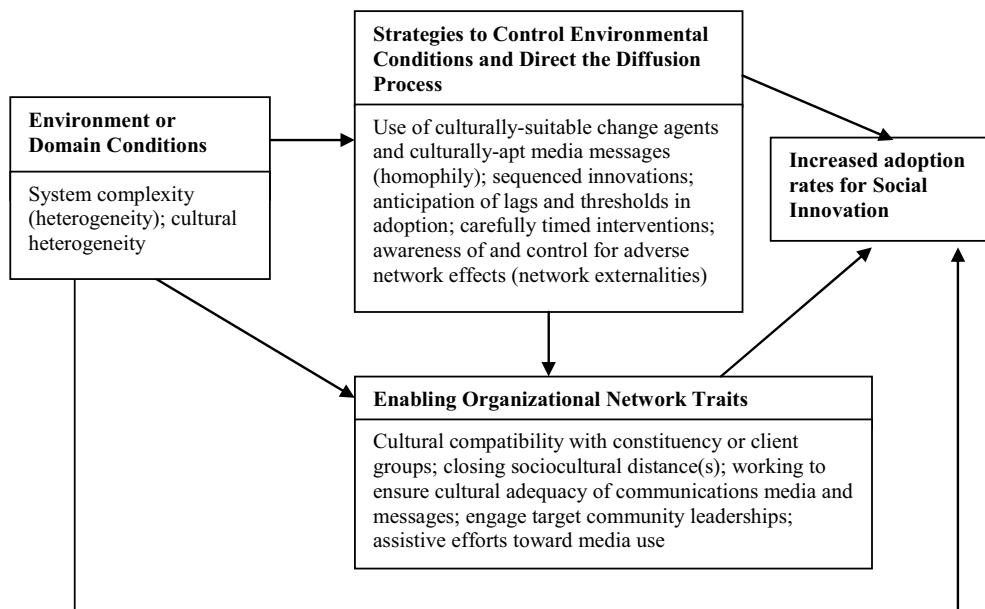 Strategies to Control Environmental
Conditions and Direct the Diffusion
Process
Use of culturally-suitable change agents
and culturally-apt media messages
(homophily); sequenced innovations;
anticipation of lags and thresholds in
adoption; carefully timed interventions;
awareness of and control for adverse
network effects (network externalities)
Environment or
Domain Conditions
System complexity
(heterogeneity); cultural
heterogeneity
Increased adoption
rates for Social
Innovation
Enabling Organizational Network Traits
Cultural compatibility with constituency or client
groups; closing sociocultural distance(s); working to
ensure cultural adequacy of communications media and
messages; engage target community leaderships;
assistive efforts toward media use